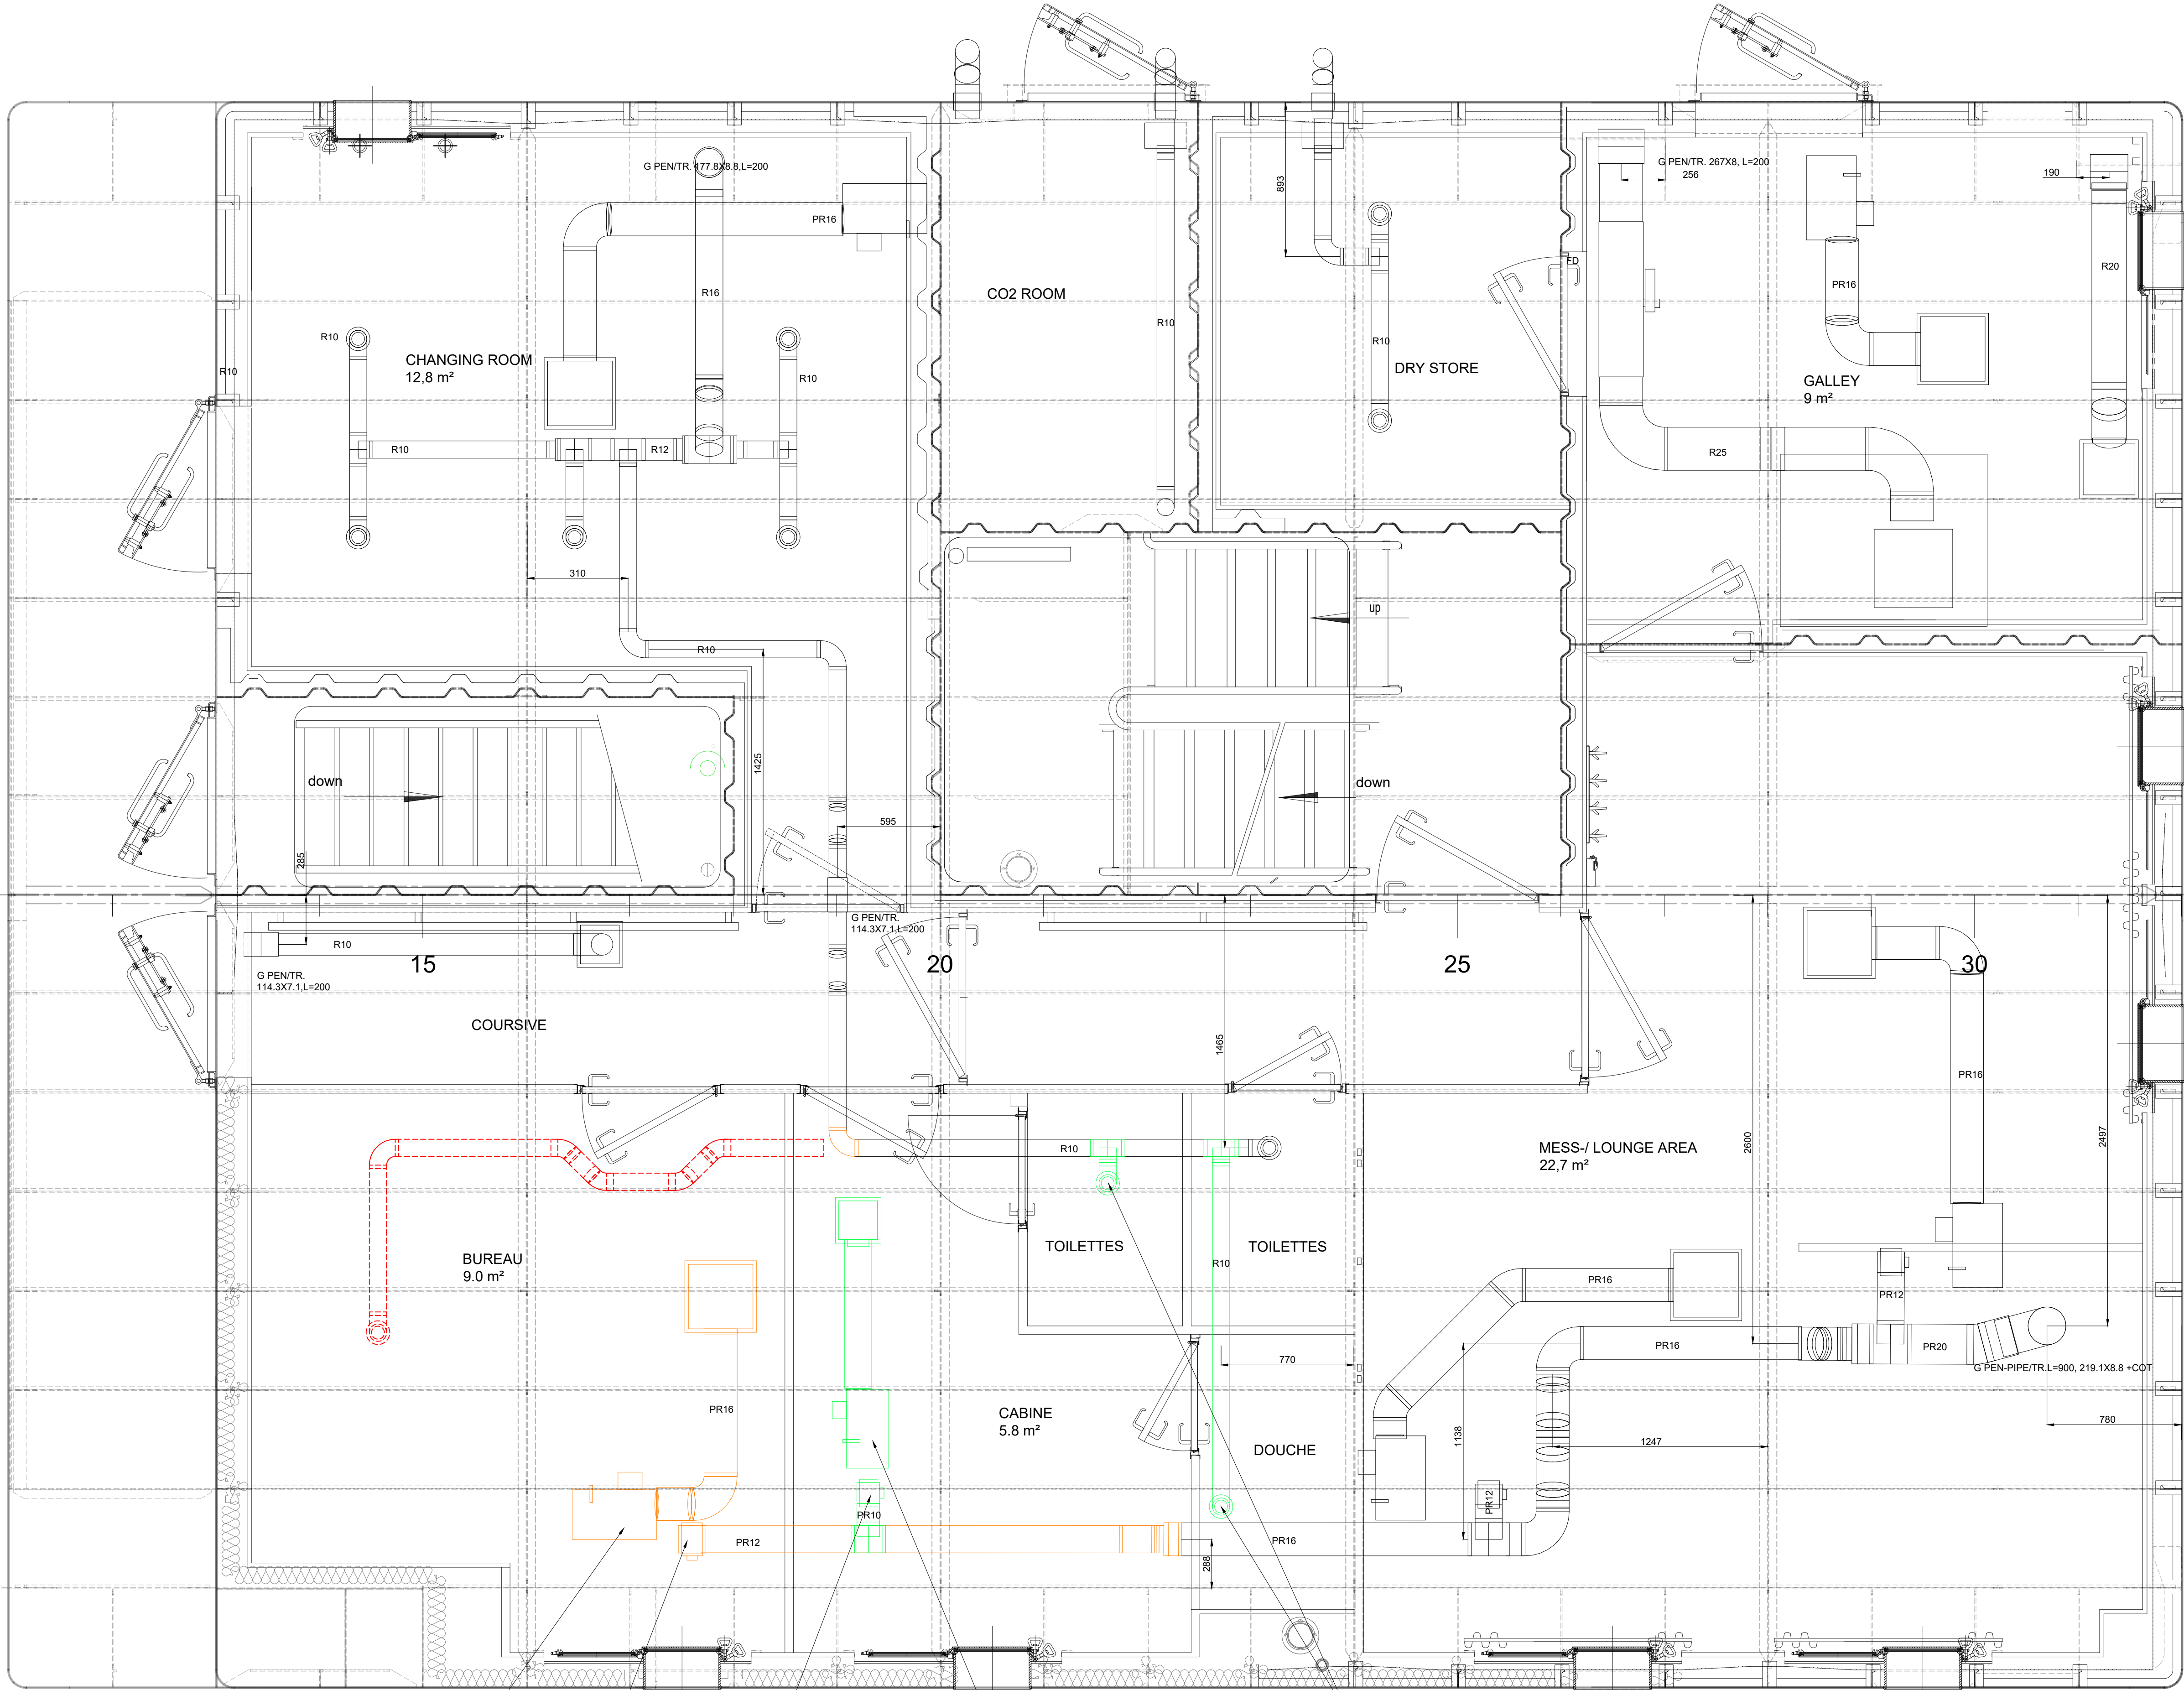 G PEN/TR. 177.8X8.8,L=200
G PEN/TR. 267X8, L=200
256
190
893
PR16
R16
R10
R10
R10
R10
CHANGING ROOM
12,8 m²
CO2 ROOM
R10
R10
DRY STORE
FD
PR16
R20
GALLEY
9 m²
R10
R12
R25
310
R10
up
1425
down
down
595
285
R10
G PEN/TR.
114.3X7.1,L=200
G PEN/TR.
114.3X7.1,L=200
15
20
25
30
COURSIVE
1465
PR16
2600
2497
R10
MESS-/ LOUNGE AREA
22,7 m²
BUREAU
9.0 m²
TOILETTES
TOILETTES
R10
PR16
PR12
PR16
PR20
G PEN-PIPE/TR.L=900, 219.1X8.8 +COT
770
PR16
CABINE
5.8 m²
DOUCHE
1138
1247
780
PR12
PR10
PR12
PR16
288